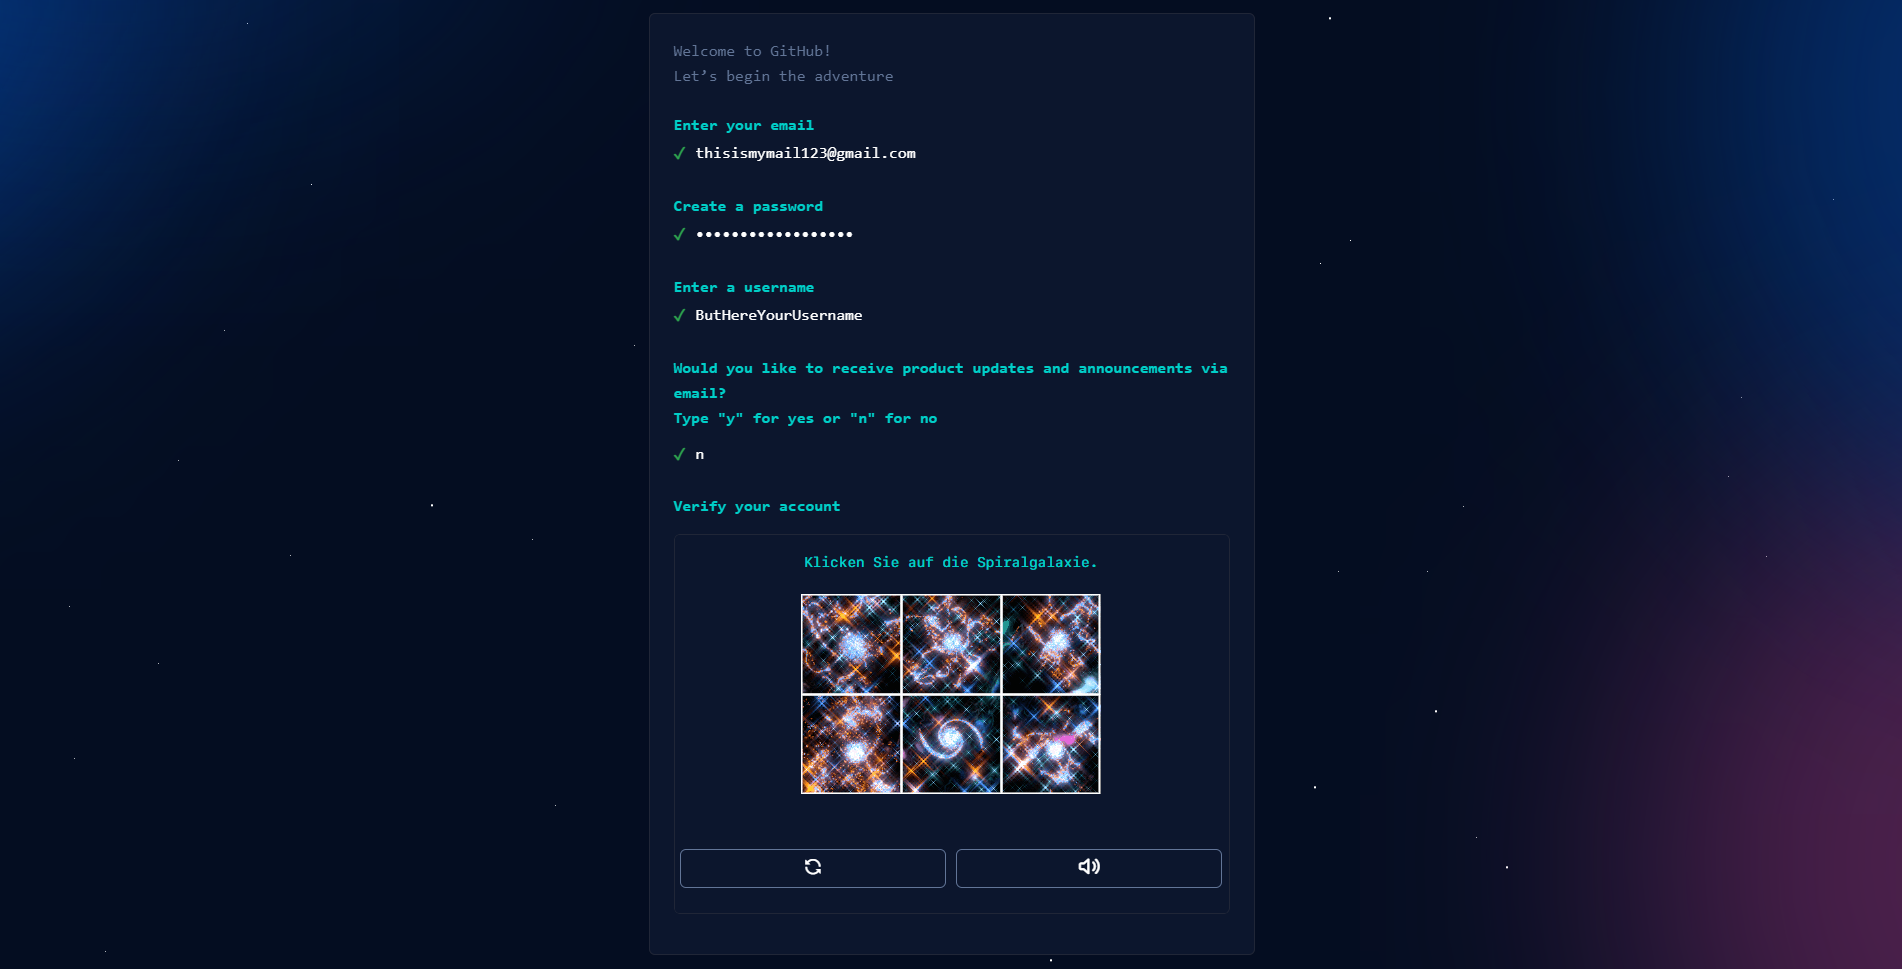 Welcome to GitHub!
Let’s begin the adventure
Enter your email
✓ thisismymail123@gmail.com
Create a password
✓ ••••••••••••••••••
Enter a username
✓ ButHereYourUsername
Would you like to receive product updates and announcements via
email?
Type "y" for yes or "n" for no
✓ n
Verify your account
Klicken Sie auf die Spiralgalaxie.